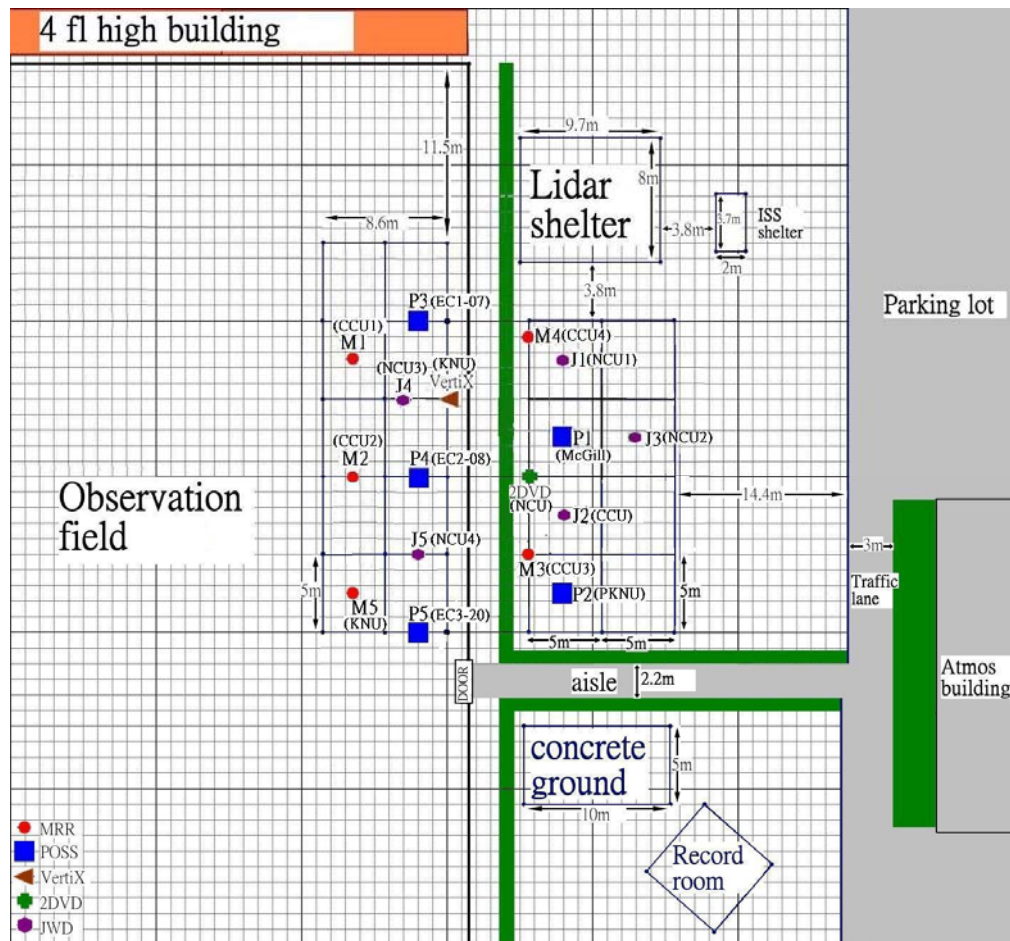 4 fl high building
11.5m
9.7m
Lidar
shelter
8m
3.8m
3.7m
ISS
shelter
2m
8.6m
3.8m
Parking lot
P3(EC1-07)
(CCU1)
M1
M4(CCU4)
J1(NCU1)
(NCU3)
(KNU)
VertiX
J4
(CCU2)
M2
P4(EC2-08)
P1
(McGill)
J3(NCU2)
2DVD
(NCU)
J2(CCU)
14.4m
Observation
field
J5(NCU4)
M3(CCU3)
3m
Traffic
lane
5m
M5
(KNU)
P5(EC3-20)
P2(PKNU)
5m
5m
5m
DOOR
aisle
2.2m
Atmos
building
concrete
ground
5m
10m
Record
room
MRR
POSS
VertiX
2DVD
JWD